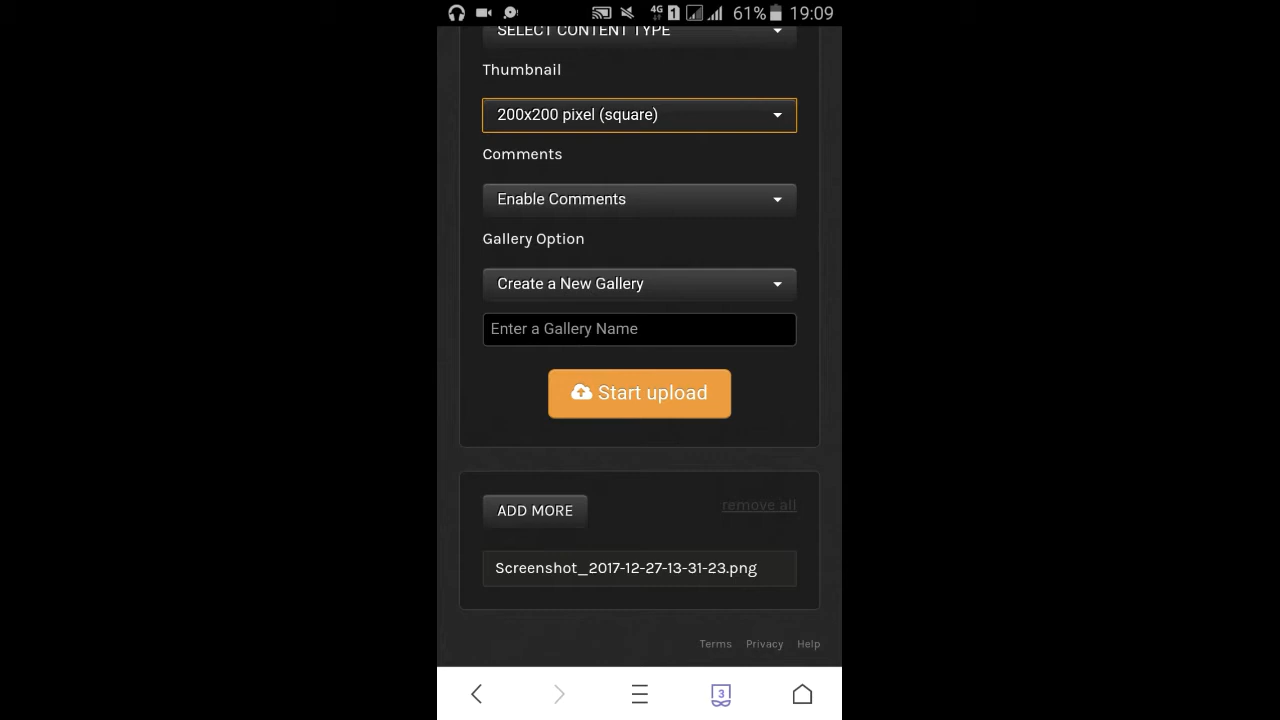 4G 1 61% 19:09
SELECT CONTENT TYPE
Thumbnail
200x200 pixel (square)
Comments
Enable Comments
Gallery Option
Create a New Gallery
Enter a Gallery Name
Start upload
ADD MORE
remove all
Screenshot_2017-12-27-13-31-23.png
Terms Privacy Help
3